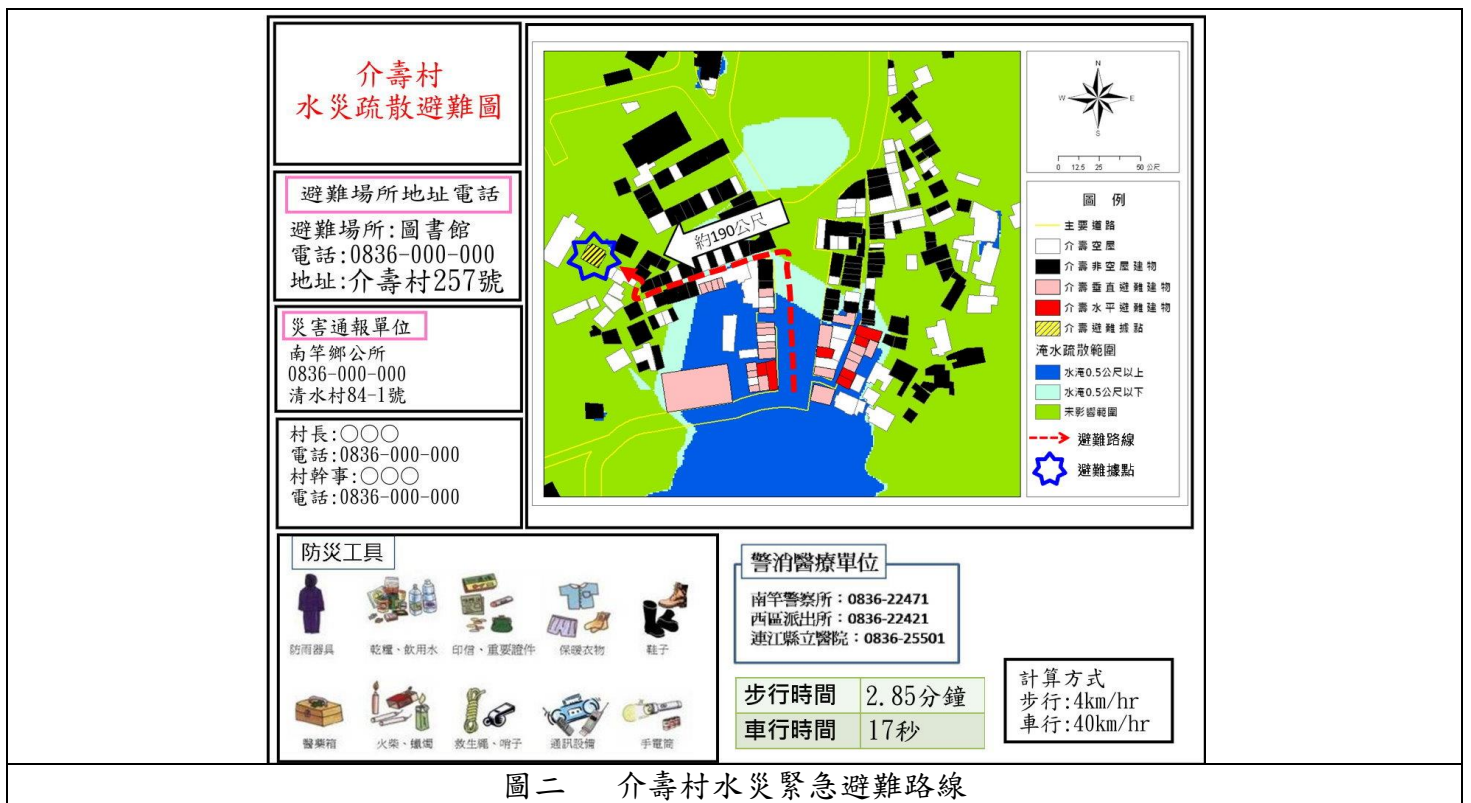 介壽村
水災疏散避難圖
避難場所地址電話
避難場所:圖書館
電話:0836-000-000
地址:介壽村257號
災害通報單位
南竿鄉公所
0836-000-000
清水村84-1號
村長:○○○
電話:0836-000-000
村幹事:○○○
電話:0836-000-000
約190公尺
N
W E
S
0 12.5 25 50 公尺
圖 例
主要道路
介壽空屋
介壽非空屋建物
介壽垂直避難建物
介壽水平避難建物
介壽避難據點
淹水疏散範圍
水淹0.5公尺以上
水淹0.5公尺以下
未影響範圍
避難路線
避難據點
防災工具
防雨器具
乾糧、飲用水
印信、重要證件
保暖衣物
鞋子
醫藥箱
火柴、蠟燭
救生繩、哨子
通訊設備
手電筒
警消醫療單位
南竿警察所：0836-22471
西區派出所：0836-22421
連江縣立醫院：0836-25501
步行時間 2.85分鐘
車行時間 17秒
計算方式
步行:4km/hr
車行:40km/hr
圖二 介壽村水災緊急避難路線